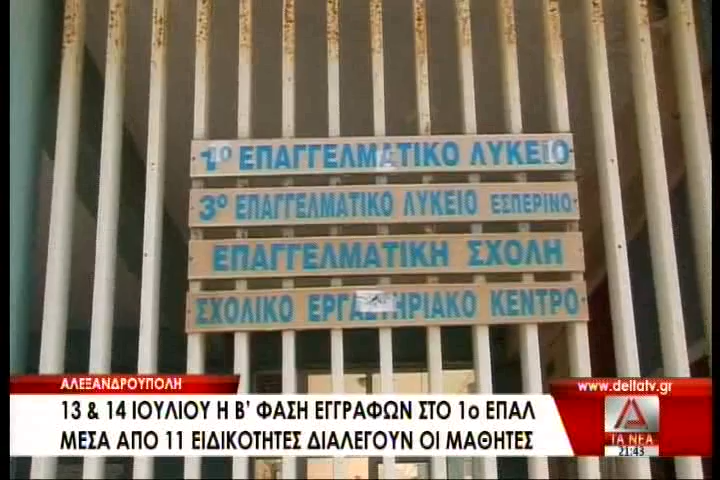 1ο ΕΠΑΓΓΕΛΜΑΤΙΚΟ ΛΥΚΕΙΟ
3ο ΕΠΑΓΓΕΛΜΑΤΙΚΟ ΛΥΚΕΙΟ ΕΣΠΕΡΙΝΟ
ΕΠΑΓΓΕΛΜΑΤΙΚΗ ΣΧΟΛΗ
ΣΧΟΛΙΚΟ ΕΡΓΑΣΤΗΡΙΑΚΟ ΚΕΝΤΡΟ
ΑΛΕΞΑΝΔΡΟΥΠΟΛΗ
www.deltatv.gr
13 & 14 ΙΟΥΛΙΟΥ Η Β' ΦΑΣΗ ΕΓΓΡΑΦΩΝ ΣΤΟ 1ο ΕΠΑΛ
ΜΕΣΑ ΑΠΟ 11 ΕΙΔΙΚΟΤΗΤΕΣ ΔΙΑΛΕΓΟΥΝ ΟΙ ΜΑΘΗΤΕΣ
ΤΑ ΝΕΑ
21:43